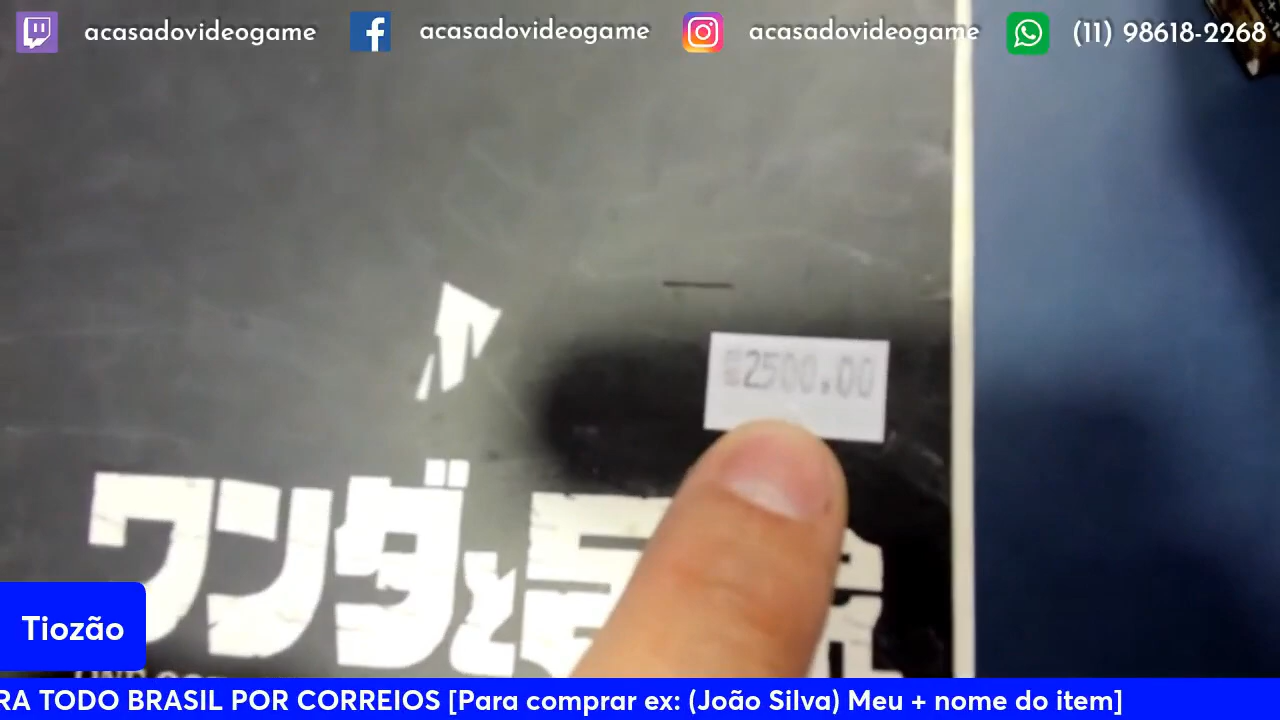 acasadovideogame acasadovideogame acasadovideogame (11) 98618-2268
2500.00
ワンダと
Tiozão
RA TODO BRASIL POR CORREIOS [Para comprar ex: (João Silva) Meu + nome do item]